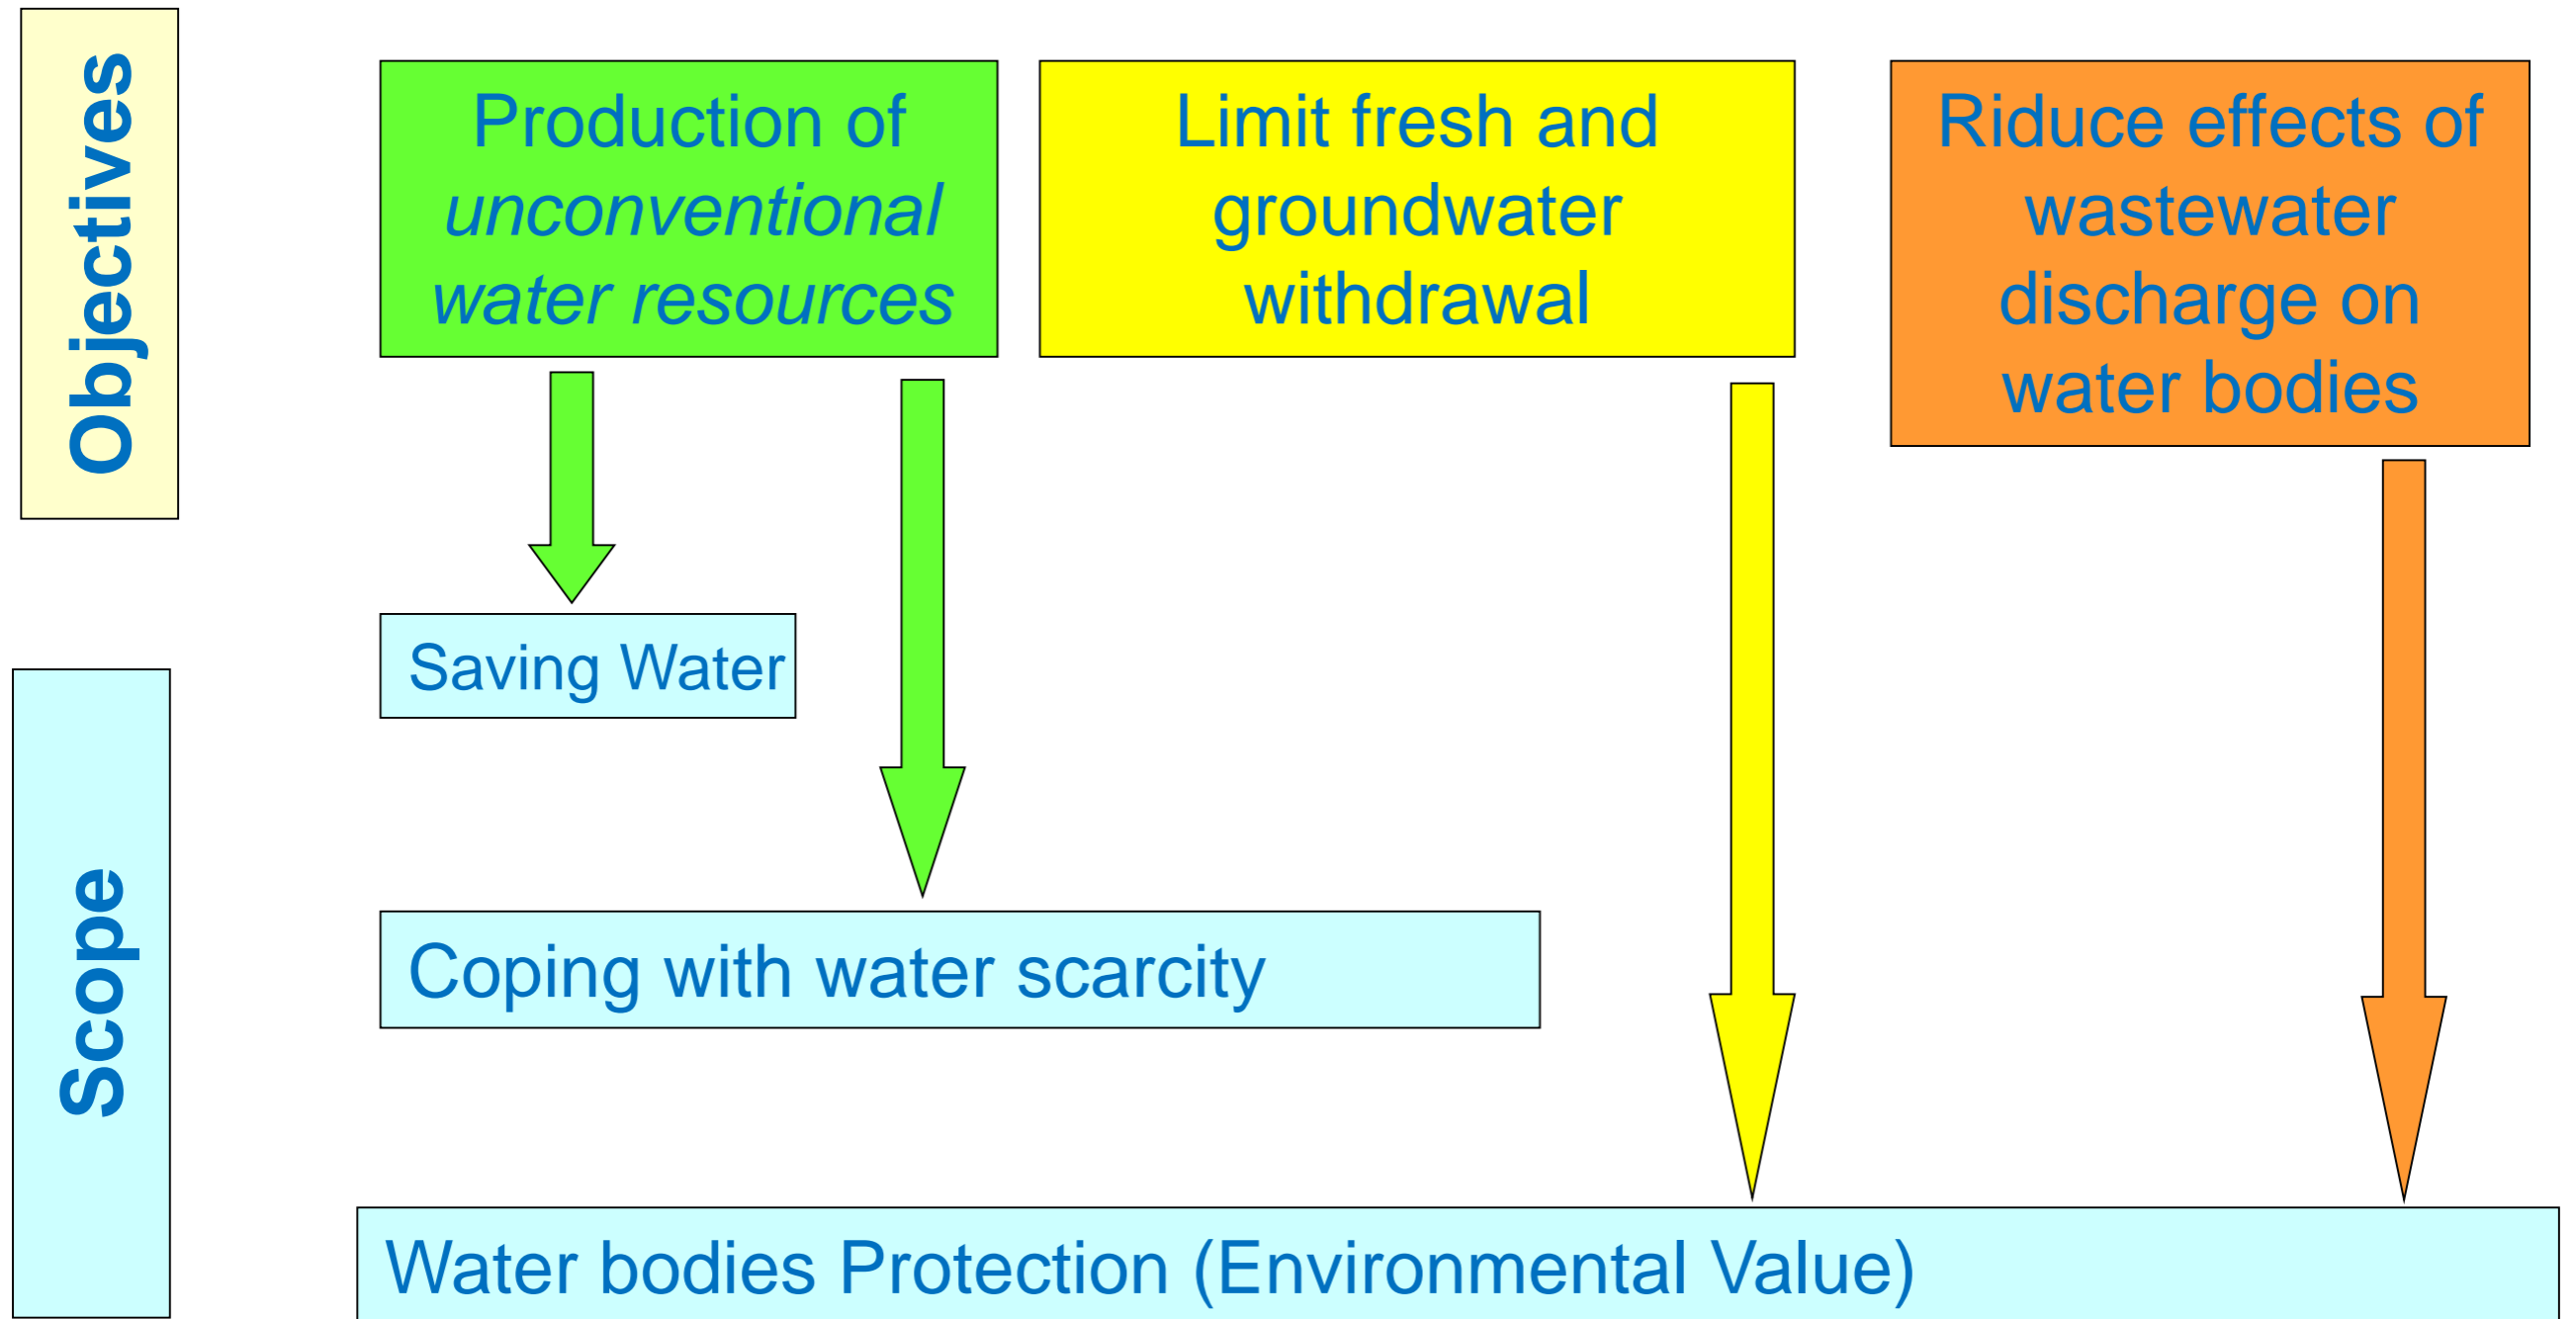 Objectives
Production of
unconventional
water resources
Limit fresh and
groundwater
withdrawal
Riduce effects of
wastewater
discharge on
water bodies
Scope
Saving Water
Coping with water scarcity
Water bodies Protection (Environmental Value)